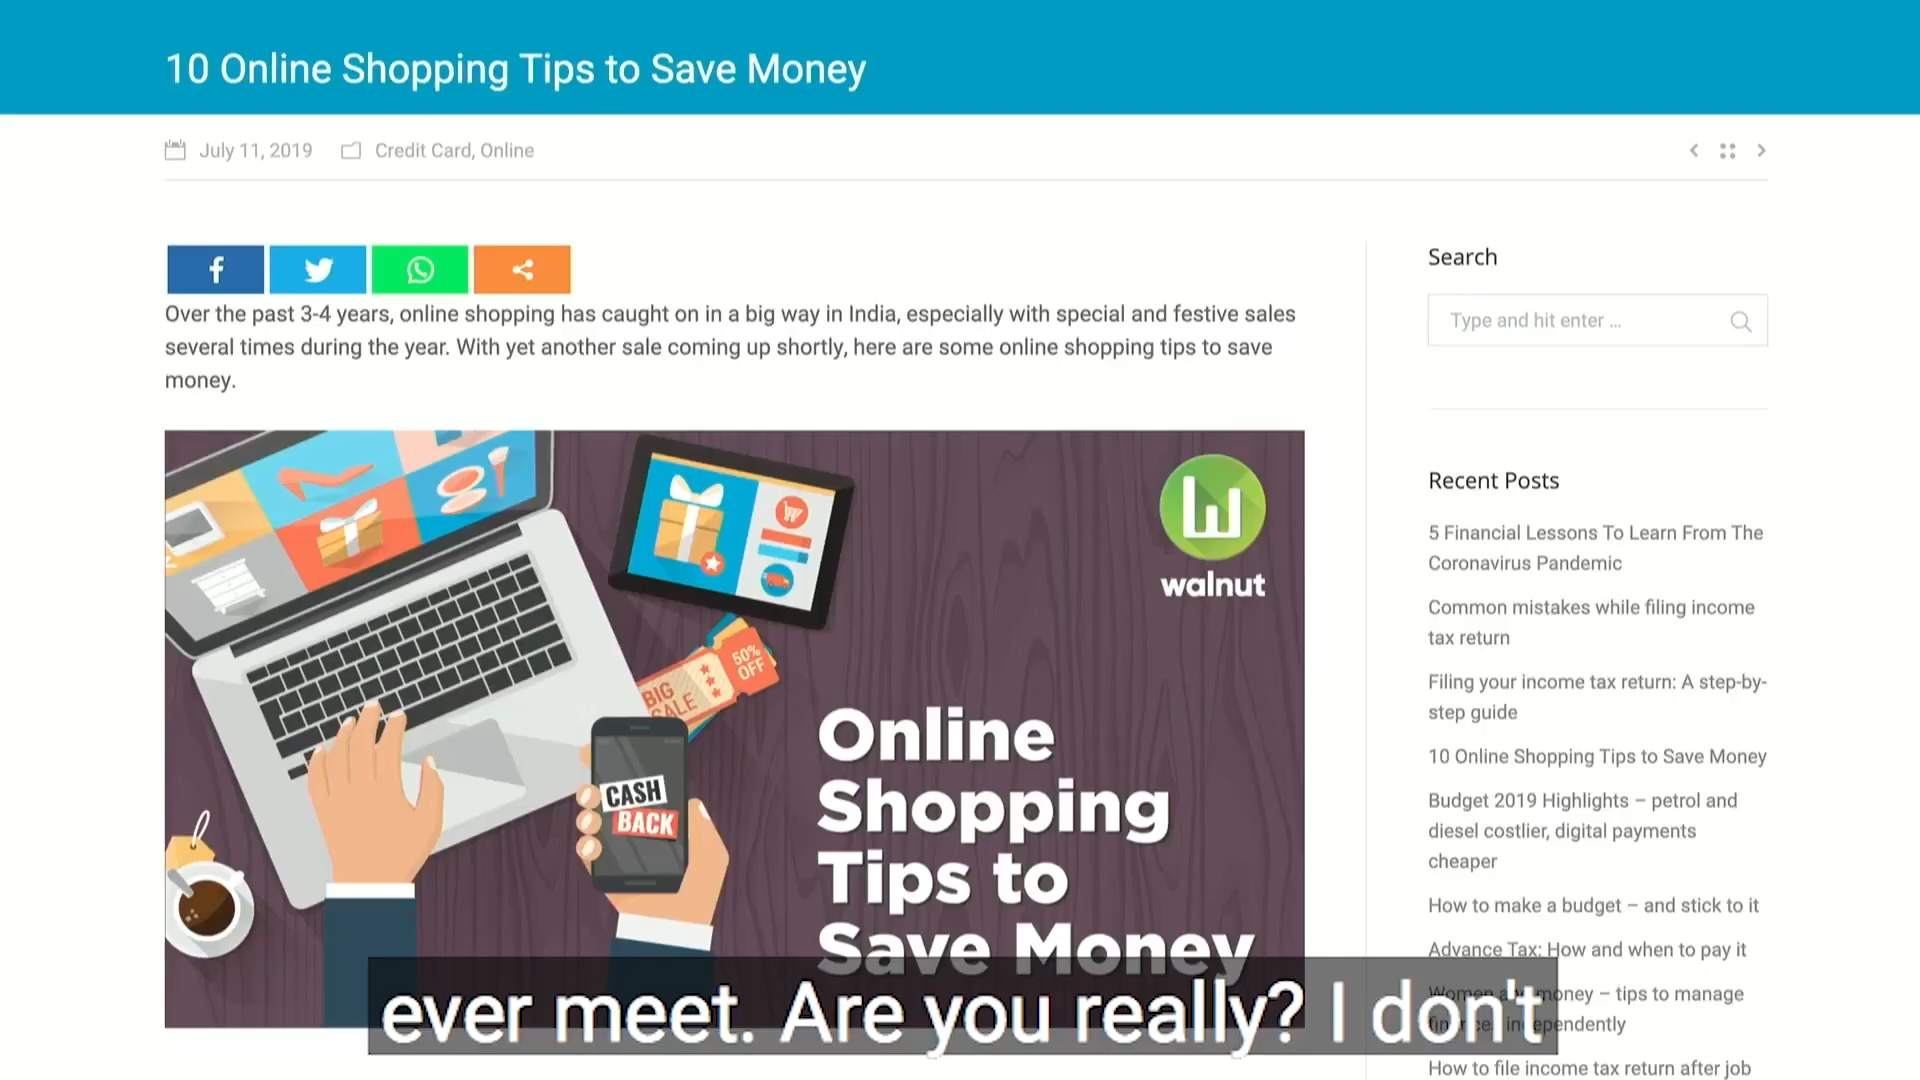 10 Online Shopping Tips to Save Money
July 11, 2019
Credit Card, Online
Over the past 3-4 years, online shopping has caught on in a big way in India, especially with special and festive sales
several times during the year. With yet another sale coming up shortly, here are some online shopping tips to save
money.
walnut
50%
OFF
BIG
SALE
CASH
BACK
Online
Shopping
Tips to
Save Money
Search
Type and hit enter ...
Recent Posts
5 Financial Lessons To Learn From The
Coronavirus Pandemic
Common mistakes while filing income
tax return
Filing your income tax return: A step-by-
step guide
10 Online Shopping Tips to Save Money
Budget 2019 Highlights – petrol and
diesel costlier, digital payments
cheaper
How to make a budget – and stick to it
Advance Tax: How and when to pay it
Women and money – tips to manage
finances independently
How to file income tax return after job
ever meet. Are you really? I don't